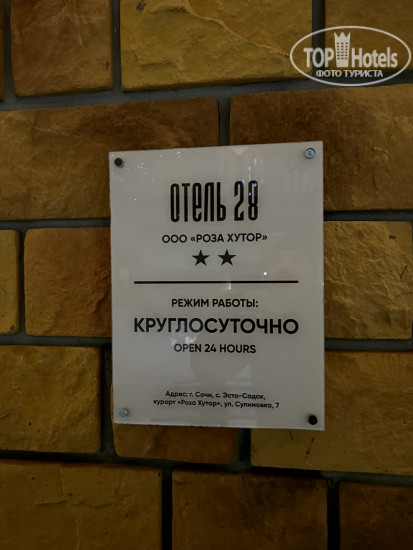 TOP Hotels
ФОТО ТУРИСТА
ОТЕЛЬ 28
ООО «РОЗА ХУТОР»
РЕЖИМ РАБОТЫ:
КРУГЛОСУТОЧНО
OPEN 24 HOURS
Адрес: г. Сочи, с. Эсто-Садок,
курорт «Роза Хутор», ул. Сулимовка, 7